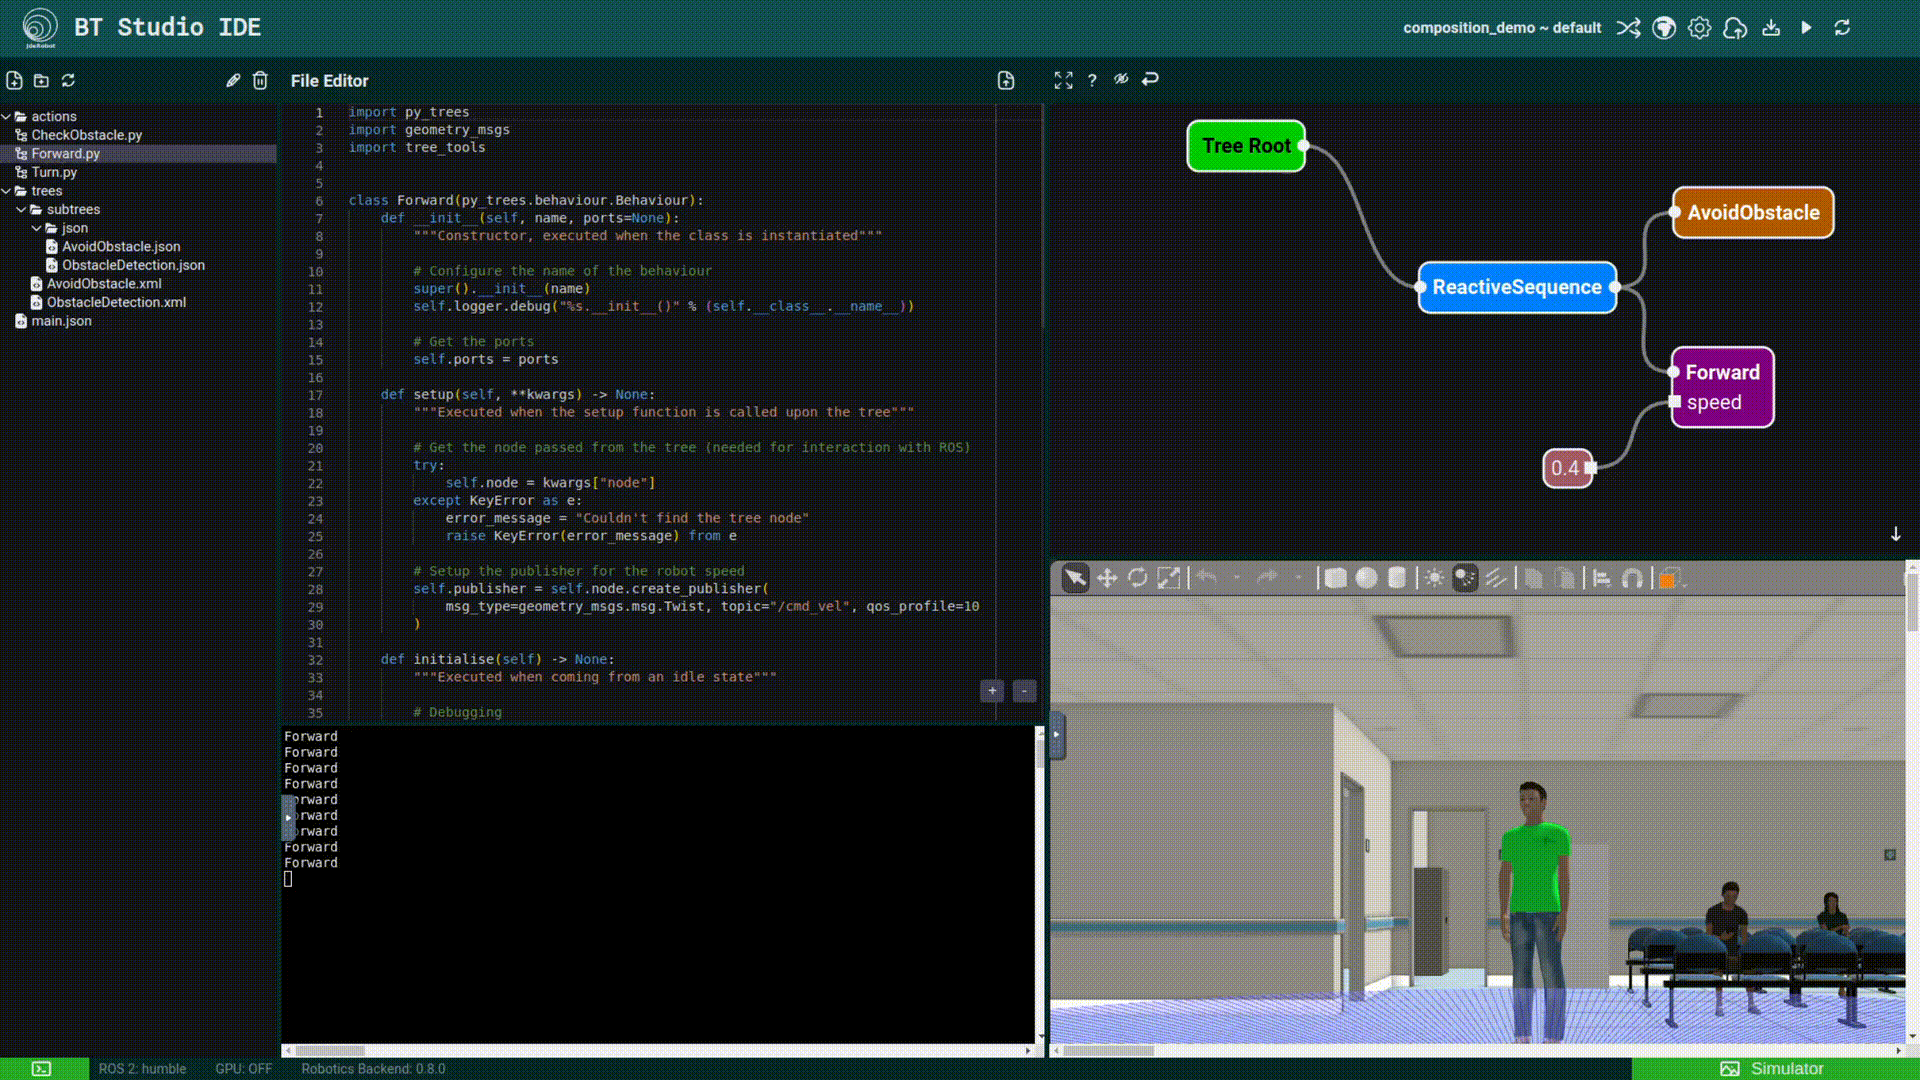 JdeRobot
BT Studio IDE
composition_demo ~ default
File Editor
?
actions
CheckObstacle.py
Forward.py
Turn.py
trees
subtrees
json
AvoidObstacle.json
ObstacleDetection.json
AvoidObstacle.xml
ObstacleDetection.xml
main.json
1 import py_trees
2 import geometry_msgs
3 import tree_tools
4
5
6 class Forward(py_trees.behaviour.Behaviour):
7 def __init__(self, name, ports=None):
8 """Constructor, executed when the class is instantiated"""
9
10 # Configure the name of the behaviour
11 super().__init__(name)
12 self.logger.debug("%s.__init__()" % (self.__class__.__name__))
13
14 # Get the ports
15 self.ports = ports
16
17 def setup(self, **kwargs) -> None:
18 """Executed when the setup function is called upon the tree"""
19
20 # Get the node passed from the tree (needed for interaction with ROS)
21 try:
22 self.node = kwargs["node"]
23 except KeyError as e:
24 error_message = "Couldn't find the tree node"
25 raise KeyError(error_message) from e
26
27 # Setup the publisher for the robot speed
28 self.publisher = self.node.create_publisher(
29 msg_type=geometry_msgs.msg.Twist, topic="/cmd_vel", qos_profile=10
30 )
31
32 def initialise(self) -> None:
33 """Executed when coming from an idle state"""
34
35 # Debugging
+ -
Forward
Forward
Forward
Forward
orward
orward
orward
Forward
Forward
Tree Root
AvoidObstacle
ReactiveSequence
Forward
speed
0.4
ROS 2: humble
GPU: OFF
Robotics Backend: 0.8.0
Simulator